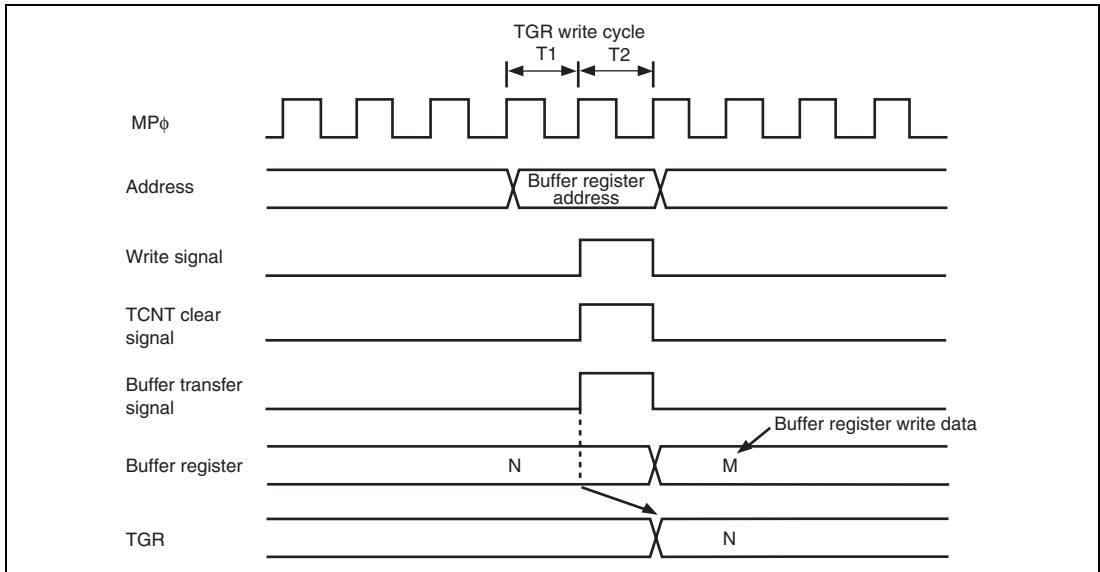 TGR write cycle
T1 T2
MPφ
Address
Buffer register
address
Write signal
TCNT clear
signal
Buffer transfer
signal
Buffer register write data
Buffer register
N
M
TGR
N